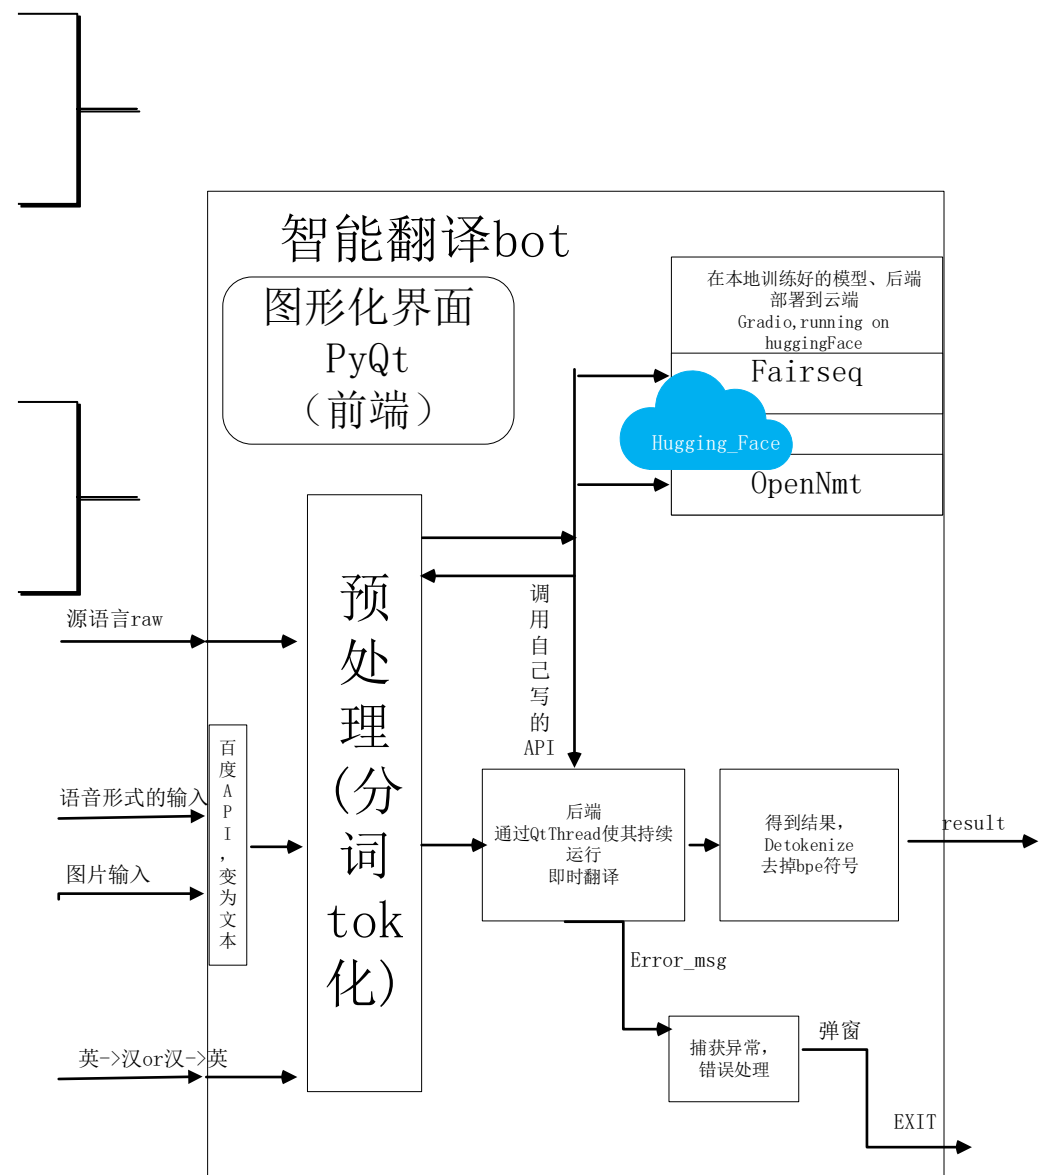 智能翻译bot
图形化界面
PyQt
（前端）
在本地训练好的模型、后端
部署到云端
Gradio,running on
huggingFace
Fairseq
Hugging_Face
OpenNmt
预
处
理
(分
词
tok
化)
调
用
自
己
写
的
API
源语言raw
百
度
A
P
I
，
变
为
文
本
语音形式的输入
图片输入
英->汉or汉->英
后端
通过QtThread使其持续
运行
即时翻译
得到结果，
Detokenize
去掉bpe符号
result
Error_msg
捕获异常，
错误处理
弹窗
EXIT